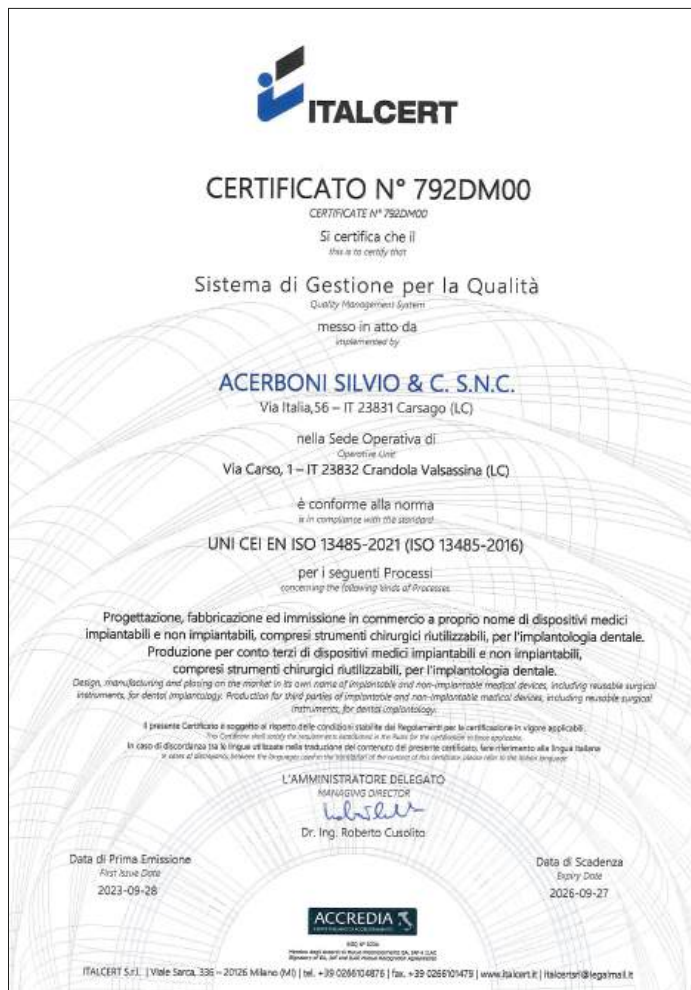 ITALCERT
CERTIFICATO N° 792DM00
CERTIFICATE N° 792DM00
Si certifica che il
this is to certify that
Sistema di Gestione per la Qualità
Quality Management System
messo in atto da
implemented by
ACERBONI SILVIO & C. S.N.C.
Via Italia,56 – IT 23831 Carsago (LC)
nella Sede Operativa di
Operative Unit
Via Carso, 1 – IT 23832 Crandola Valsassina (LC)
è conforme alla norma
is in compliance with the standard
UNI CEI EN ISO 13485-2021 (ISO 13485-2016)
per i seguenti Processi
concerning the following kinds of Processes
Progettazione, fabbricazione ed immissione in commercio a proprio nome di dispositivi medici
impiantabili e non impiantabili, compresi strumenti chirurgici riutilizzabili, per l'implantologia dentale.
Produzione per conto terzi di dispositivi medici impiantabili e non impiantabili,
compresi strumenti chirurgici riutilizzabili, per l'implantologia dentale.
Design, manufacturing and placing on the market in its own name of implantable and non-implantable medical devices, including reusable surgical
instruments, for dental implantology. Production for third parties of implantable and non-implantable medical devices, including reusable surgical
instruments, for dental implantology.
Il presente Certificato è soggetto al rispetto delle condizioni stabilite dai Regolamenti per la certificazione in vigore applicabili.
In caso di discordanza tra le lingue utilizzate nella traduzione del contenuto del presente certificato, fare riferimento alla lingua italiana
L'AMMINISTRATORE DELEGATO
MANAGING DIRECTOR
Dr. Ing. Roberto Cusolito
Data di Prima Emissione
First Issue Date
2023-09-28
Data di Scadenza
Expiry Date
2026-09-27
ACCREDIA
ITALCERT S.r.l. | Viale Sarca, 336 – 20126 Milano (MI) | tel. +39 0266104876 | fax. +39 0266101479 | www.italcert.it | italcertsrl@legalmail.it